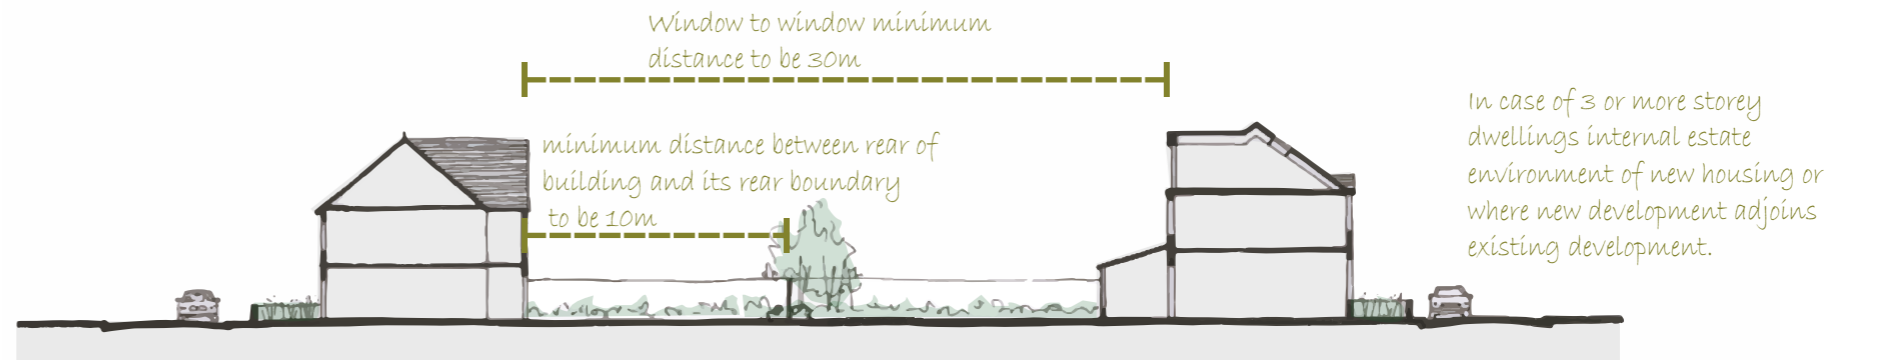 Window to window minimum
distance to be 30m
minimum distance between rear of
building and its rear boundary
to be 10m
In case of 3 or more storey
dwellings internal estate
environment of new housing or
where new development adjoins
existing development.